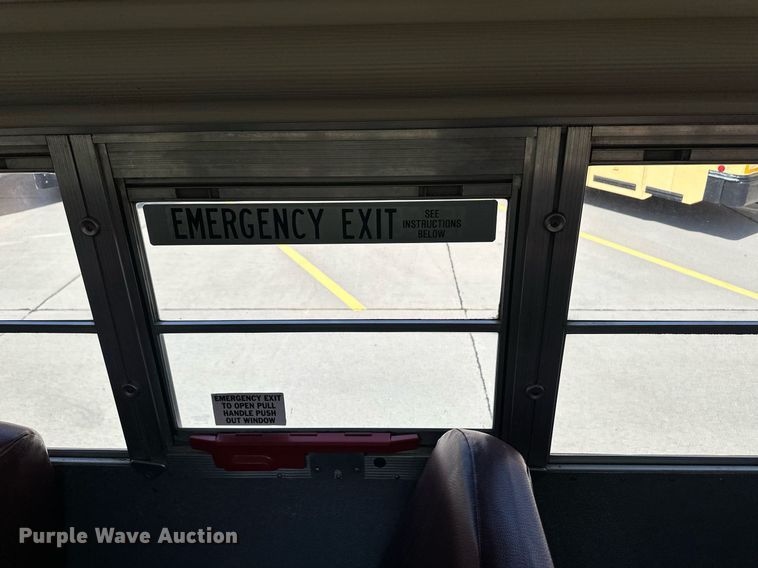 EMERGENCY EXIT
SEE
INSTRUCTIONS
BELOW
EMERGENCY EXIT
TO OPEN PULL
HANDLE PUSH
OUT WINDOW
Purple Wave Auction